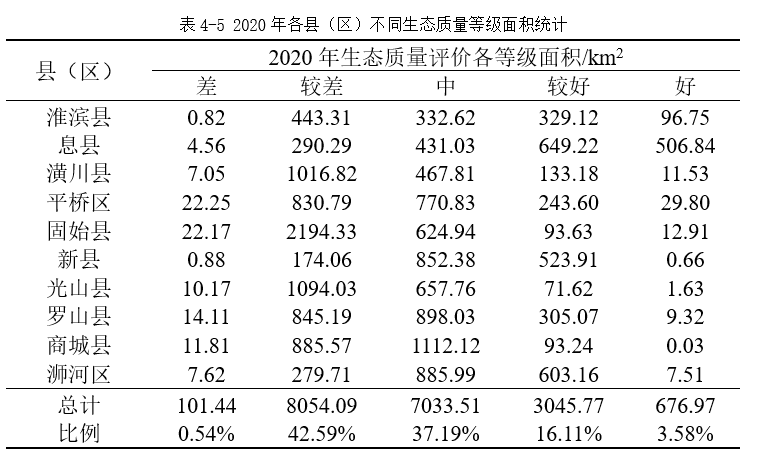 表 4-5 2020 年各县（区）不同生态质量等级面积统计
县（区） 2020 年生态质量评价各等级面积/km²
差 较差 中 较好 好
淮滨县 0.82 443.31 332.62 329.12 96.75
息县 4.56 290.29 431.03 649.22 506.84
潢川县 7.05 1016.82 467.81 133.18 11.53
平桥区 22.25 830.79 770.83 243.60 29.80
固始县 22.17 2194.33 624.94 93.63 12.91
新县 0.88 174.06 852.38 523.91 0.66
光山县 10.17 1094.03 657.76 71.62 1.63
罗山县 14.11 845.19 898.03 305.07 9.32
商城县 11.81 885.57 1112.12 93.24 0.03
浉河区 7.62 279.71 885.99 603.16 7.51
总计 101.44 8054.09 7033.51 3045.77 676.97
比例 0.54% 42.59% 37.19% 16.11% 3.58%